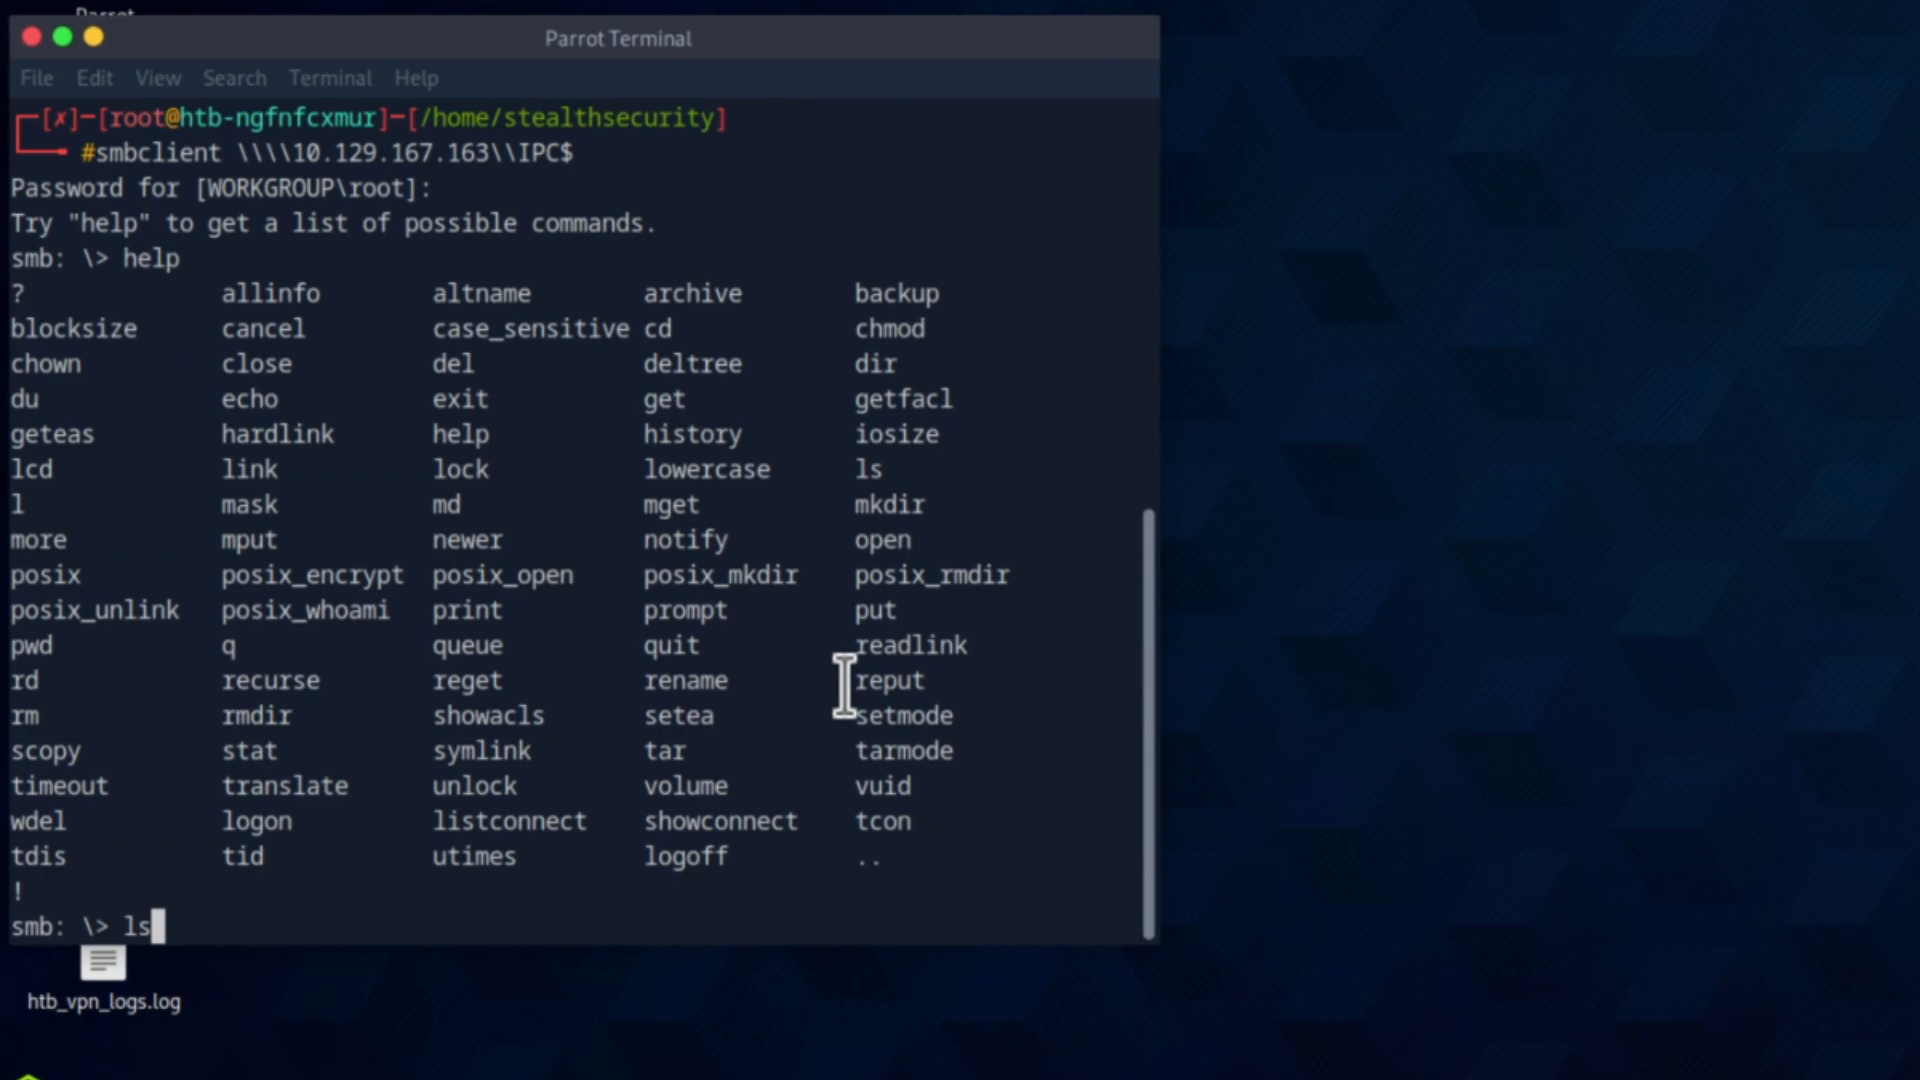 Parrot
Parrot Terminal
File Edit View Search Terminal Help
[✗]─[root@htb-ngfnfcxmur]─[/home/stealthsecurity]
#smbclient \\\\10.129.167.163\\IPC$
Password for [WORKGROUP\root]:
Try "help" to get a list of possible commands.
smb: \> help
? allinfo altname archive backup
blocksize cancel case_sensitive cd chmod
chown close del deltree dir
du echo exit get getfacl
geteas hardlink help history iosize
lcd link lock lowercase ls
l mask md mget mkdir
more mput newer notify open
posix posix_encrypt posix_open posix_mkdir posix_rmdir
posix_unlink posix_whoami print prompt put
pwd q queue quit readlink
rd recurse reget rename reput
rm rmdir showacls setea setmode
scopy stat symlink tar tarmode
timeout translate unlock volume vuid
wdel logon listconnect showconnect tcon
tdis tid utimes logoff ..
!
smb: \> ls
htb_vpn_logs.log